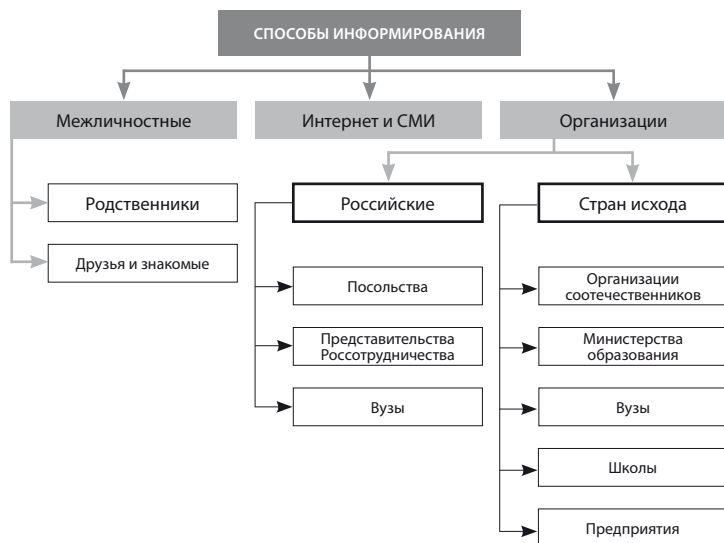 СПОСОБЫ ИНФОРМИРОВАНИЯ
Межличностные
Интернет и СМИ
Организации
Родственники
Друзья и знакомые
Российские
Посольства
Представительства
Россотрудничества
Вузы
Стран исхода
Организации
соотечественников
Министерства
образования
Вузы
Школы
Предприятия